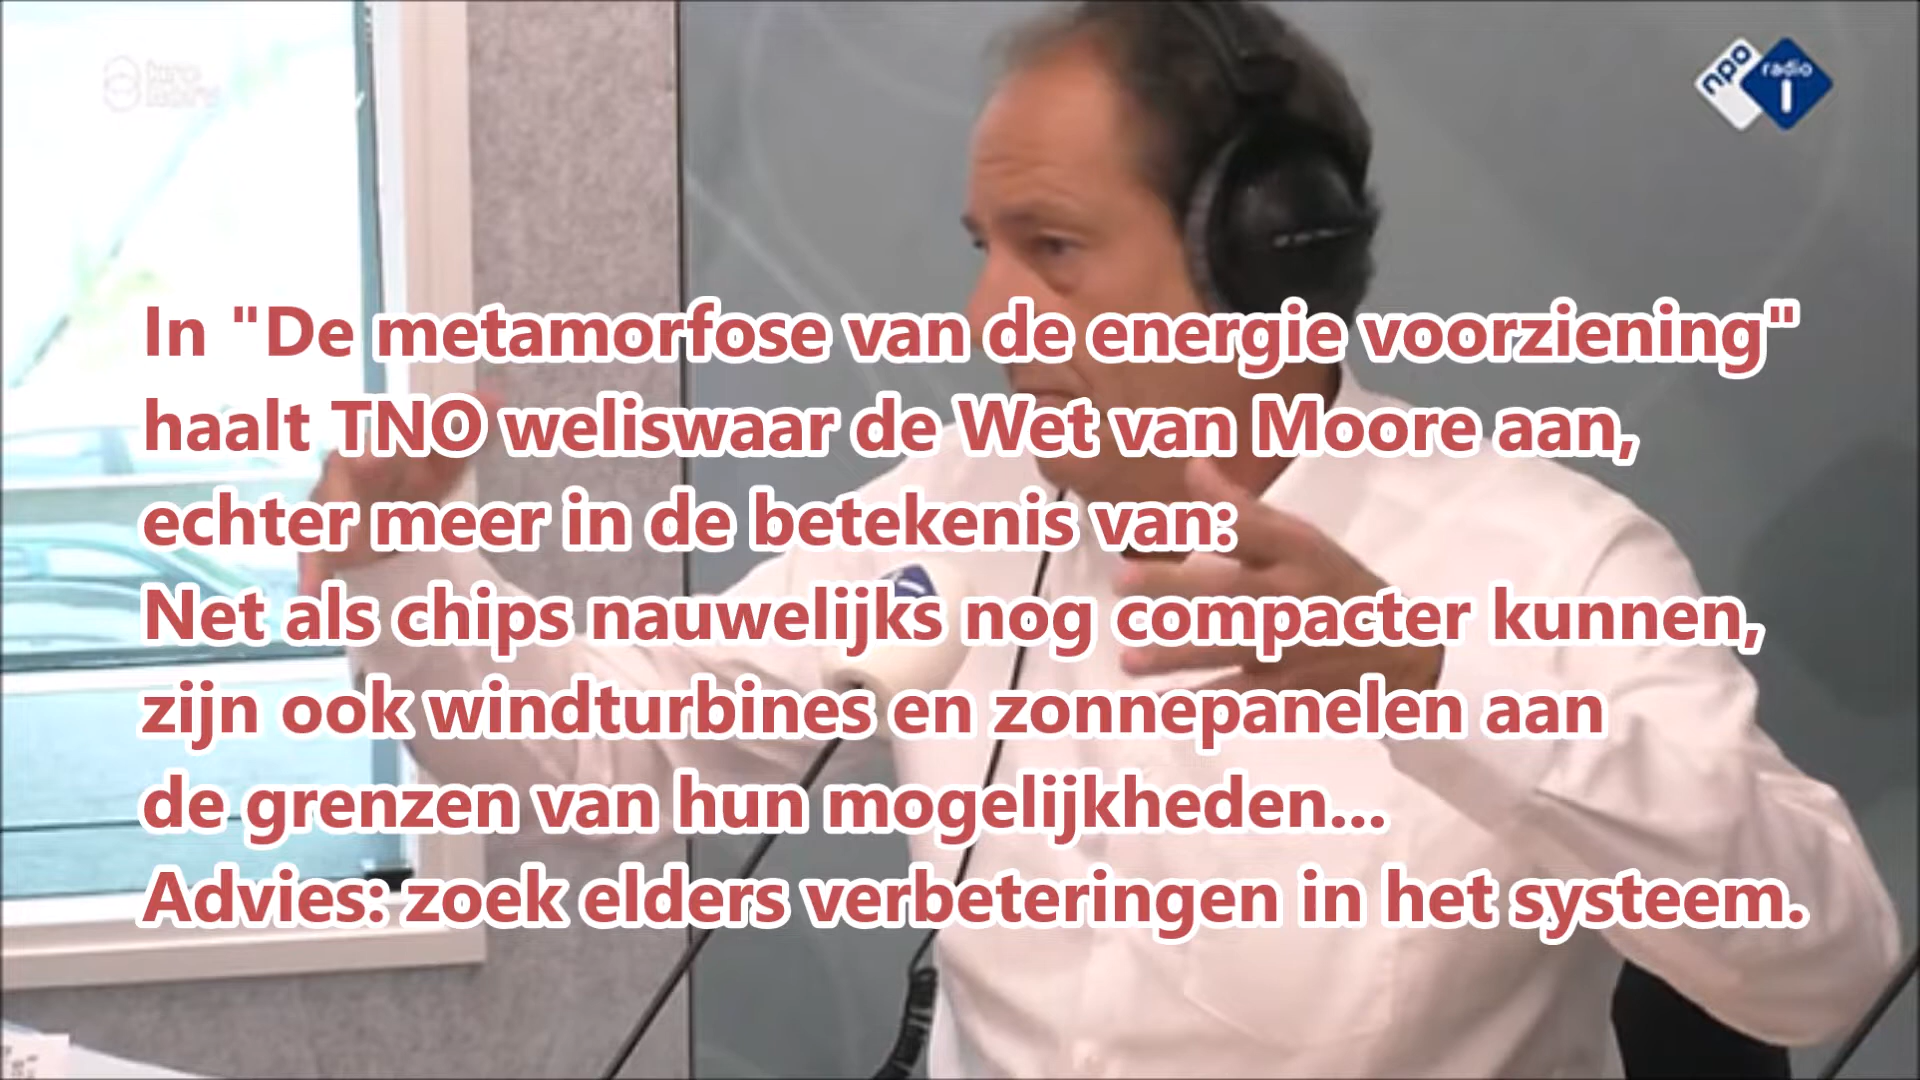 npo
radio
1
In "De metamorfose van de energie voorziening"
haalt TNO weliswaar de Wet van Moore aan,
echter meer in de betekenis van:
Net als chips nauwelijks nog compacter kunnen,
zijn ook windturbines en zonnepanelen aan
de grenzen van hun mogelijkheden...
Advies: zoek elders verbeteringen in het systeem.